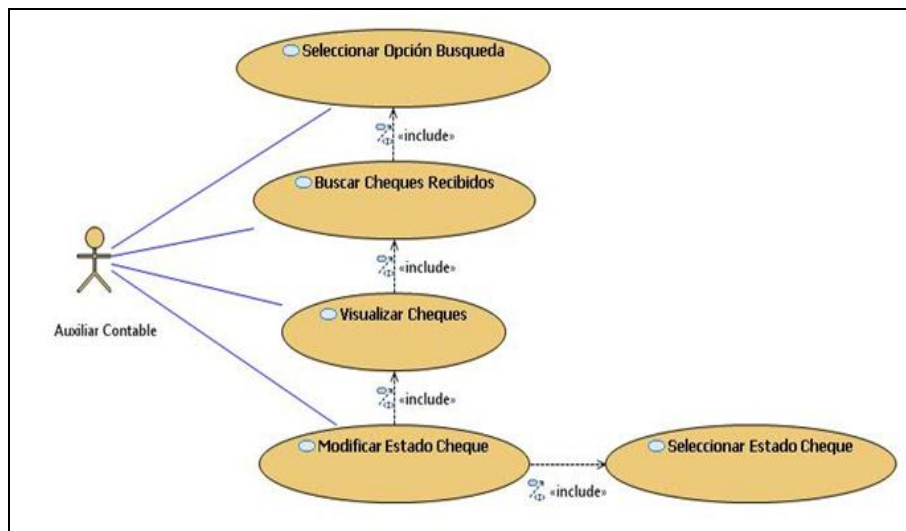 Seleccionar Opción Busqueda
«include»
Buscar Cheques Recibidos
«include»
Visualizar Cheques
Auxiliar Contable
«include»
Modificar Estado Cheque
Seleccionar Estado Cheque
«include»